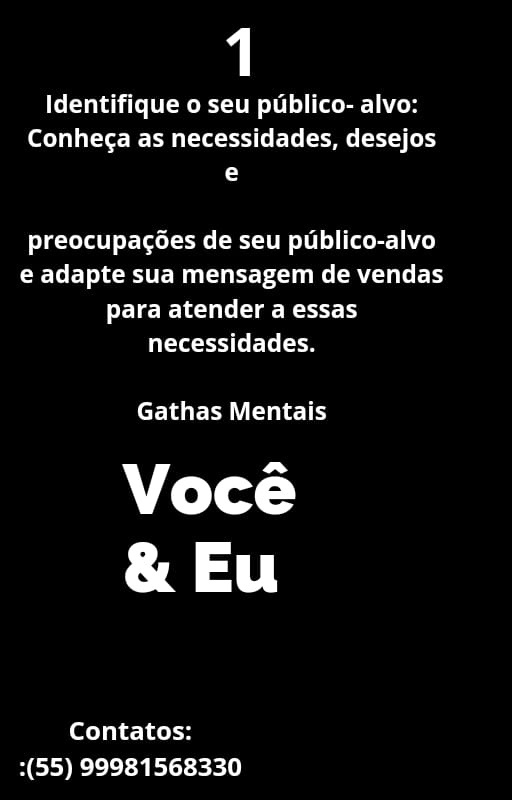 1
Identifique o seu público- alvo:
Conheça as necessidades, desejos
e
preocupações de seu público-alvo
e adapte sua mensagem de vendas
para atender a essas
necessidades.
Gathas Mentais
Você
& Eu
Contatos:
:(55) 99981568330